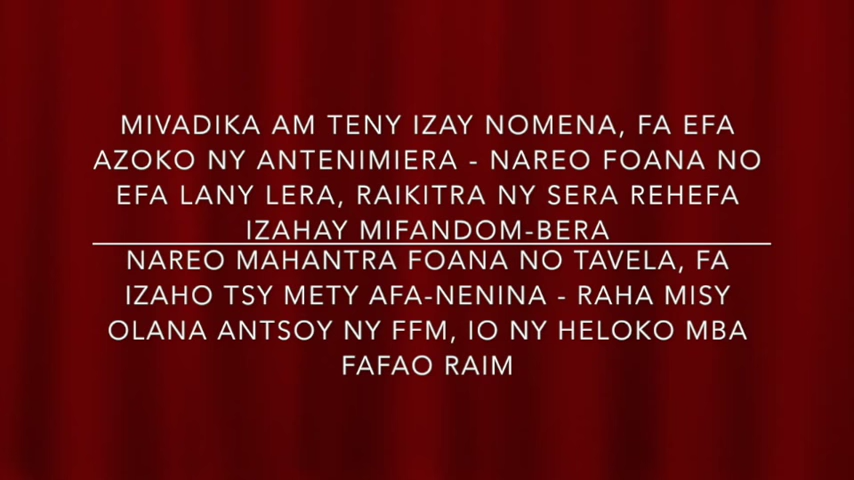 MIVADIKA AM TENY IZAY NOMENA, FA EFA
AZOKO NY ANTENIMIERA - NAREO FOANA NO
EFA LANY LERA, RAIKITRA NY SERA REHEFA
IZAHAY MIFANDOM-BERA
NAREO MAHANTRA FOANA NO TAVELA, FA
IZAHO TSY METY AFA-NENINA - RAHA MISY
OLANA ANTSOY NY FFM, IO NY HELOKO MBA
FAFAO RAIM